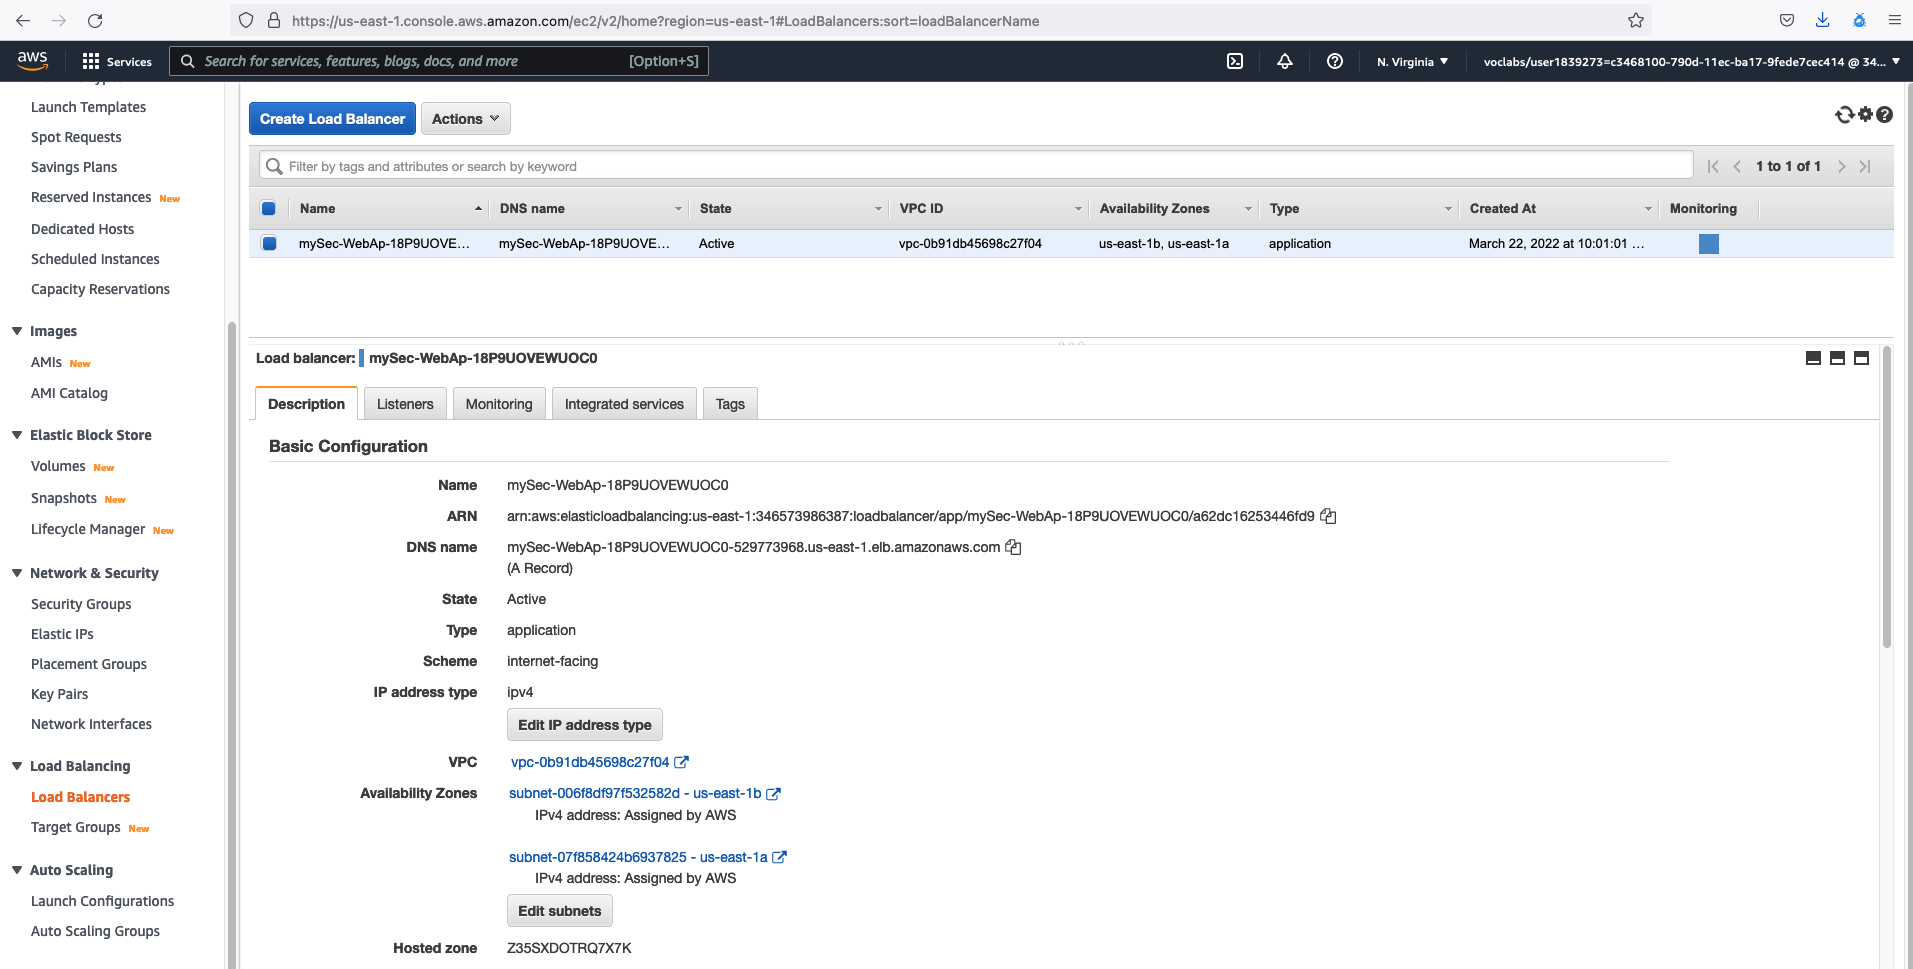 https://us-east-1.console.aws.amazon.com/ec2/v2/home?region=us-east-1#LoadBalancers:sort=loadBalancerName
aws
Services
Search for services, features, blogs, docs, and more
[Option+S]
N. Virginia
voclabs/user1839273=c3468100-790d-11ec-ba17-9fede7cec414 @ 34...
Launch Templates
Spot Requests
Savings Plans
Reserved Instances New
Dedicated Hosts
Scheduled Instances
Capacity Reservations
Images
AMIs New
AMI Catalog
Elastic Block Store
Volumes New
Snapshots New
Lifecycle Manager New
Network & Security
Security Groups
Elastic IPs
Placement Groups
Key Pairs
Network Interfaces
Load Balancing
Load Balancers
Target Groups New
Auto Scaling
Launch Configurations
Auto Scaling Groups
Create Load Balancer
Actions
Filter by tags and attributes or search by keyword
1 to 1 of 1
Name DNS name State VPC ID Availability Zones Type Created At Monitoring
mySec-WebAp-18P9UOVE... mySec-WebAp-18P9UOVE... Active vpc-0b91db45698c27f04 us-east-1b, us-east-1a application March 22, 2022 at 10:01:01 ...
Load balancer: mySec-WebAp-18P9UOVEWUOC0
Description Listeners Monitoring Integrated services Tags
Basic Configuration
Name mySec-WebAp-18P9UOVEWUOC0
ARN arn:aws:elasticloadbalancing:us-east-1:346573986387:loadbalancer/app/mySec-WebAp-18P9UOVEWUOC0/a62dc16253446fd9
DNS name mySec-WebAp-18P9UOVEWUOC0-529773968.us-east-1.elb.amazonaws.com
(A Record)
State Active
Type application
Scheme internet-facing
IP address type ipv4
Edit IP address type
VPC vpc-0b91db45698c27f04
Availability Zones subnet-006f8df97f532582d - us-east-1b
IPv4 address: Assigned by AWS
subnet-07f858424b6937825 - us-east-1a
IPv4 address: Assigned by AWS
Edit subnets
Hosted zone Z35SXDOTRQ7X7K